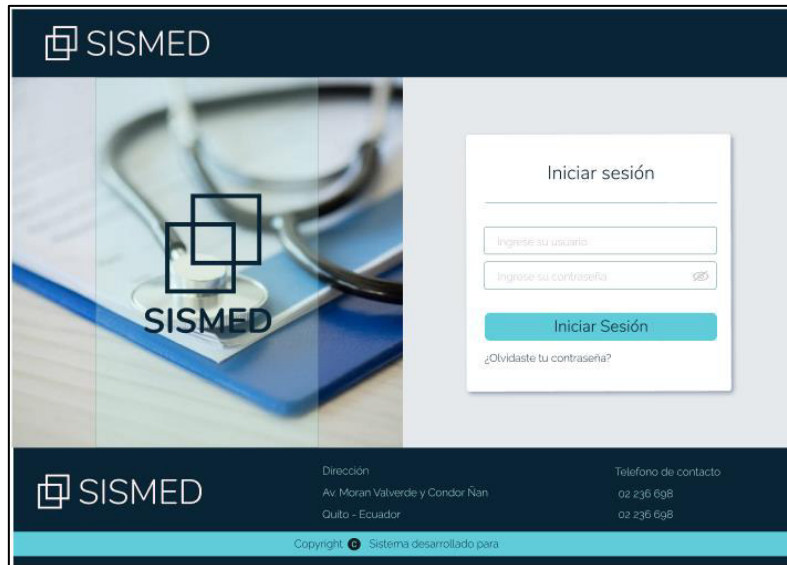 SISMED
SISMED
Iniciar sesión
Ingrese su usuario
Ingrese su contraseña
Iniciar Sesión
¿Olvidaste tu contraseña?
SISMED
Dirección
Av. Moran Valverde y Condor Ñan
Quito - Ecuador
Telefono de contacto
02 236 698
02 236 698
Copyright C Sistema desarrollado para